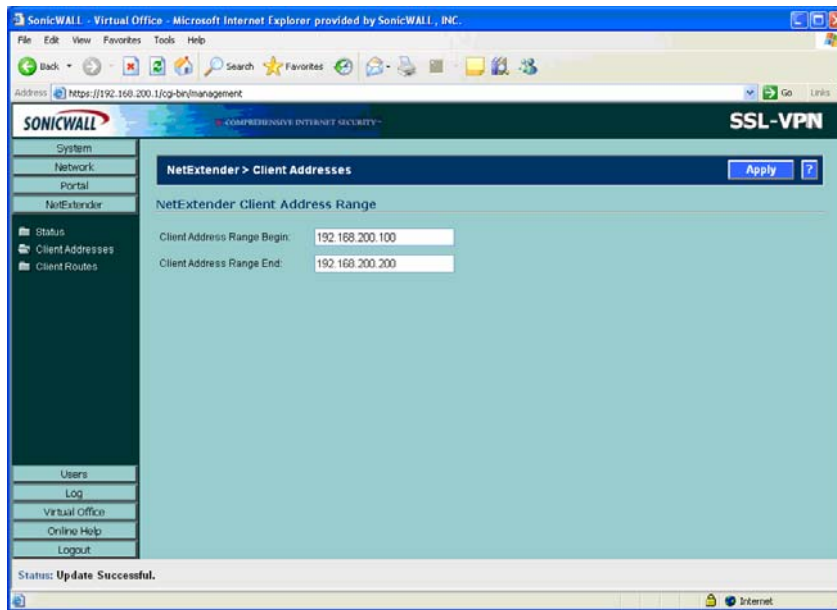 SonicWALL - Virtual Office - Microsoft Internet Explorer provided by SonicWALL, INC.
File Edit View Favorites Tools Help
Back Search Favorites
Address https://192.168.200.1/cgi-bin/management Go Links
SONICWALL COMPREHENSIVE INTERNET SECURITY SSL-VPN
System
Network
Portal
NetExtender
Status
Client Addresses
Client Routes
NetExtender > Client Addresses Apply ?
NetExtender Client Address Range
Client Address Range Begin: 192.168.200.100
Client Address Range End: 192.168.200.200
Users
Log
Virtual Office
Online Help
Logout
Status: Update Successful.
Internet